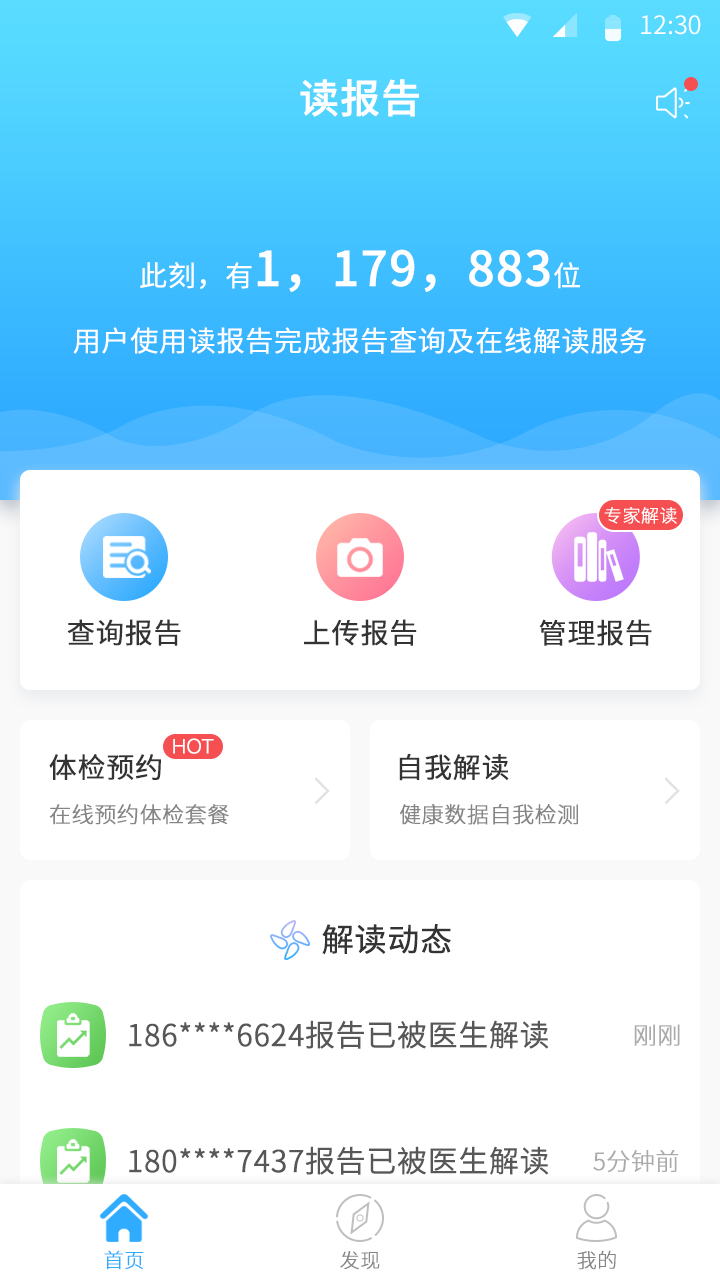 12:30
读报告
此刻，有1，179，883位
用户使用读报告完成报告查询及在线解读服务
专家解读
查询报告
上传报告
管理报告
体检预约
HOT
在线预约体检套餐
自我解读
健康数据自我检测
解读动态
186****6624报告已被医生解读
刚刚
180****7437报告已被医生解读
5分钟前
首页
发现
我的